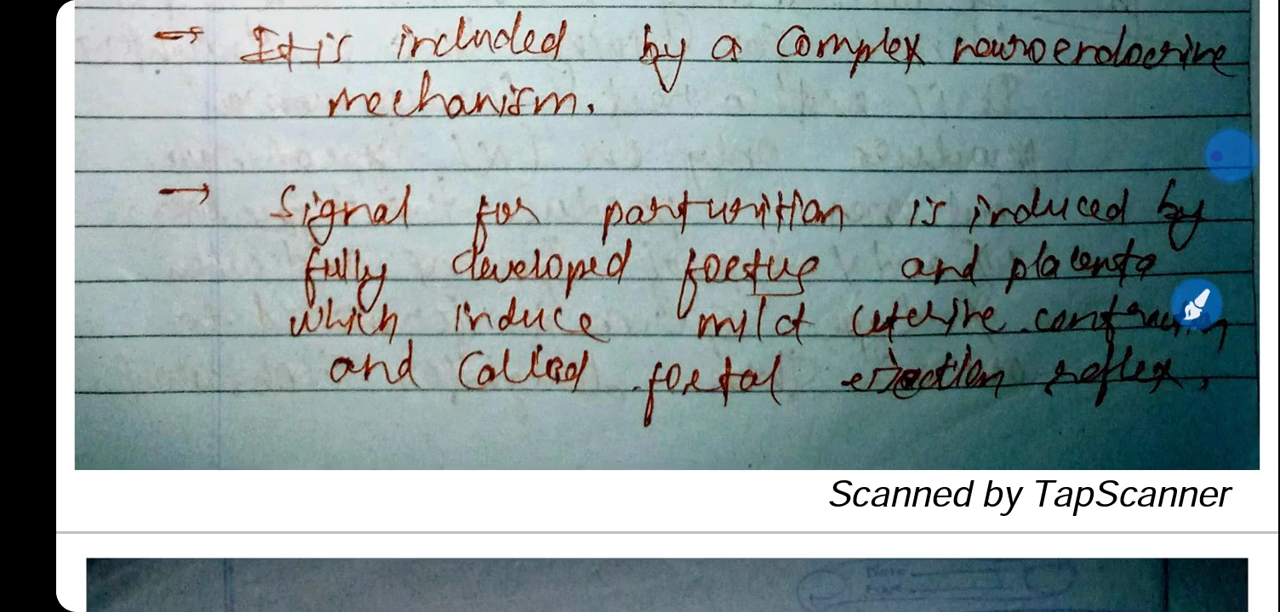 → It is included by a complex neuroendocrine
mechanism.
→ Signal for parturition is induced by
fully developed foetus and placenta
which induce mild uterine
and called foetal ejection reflex.
Scanned by TapScanner